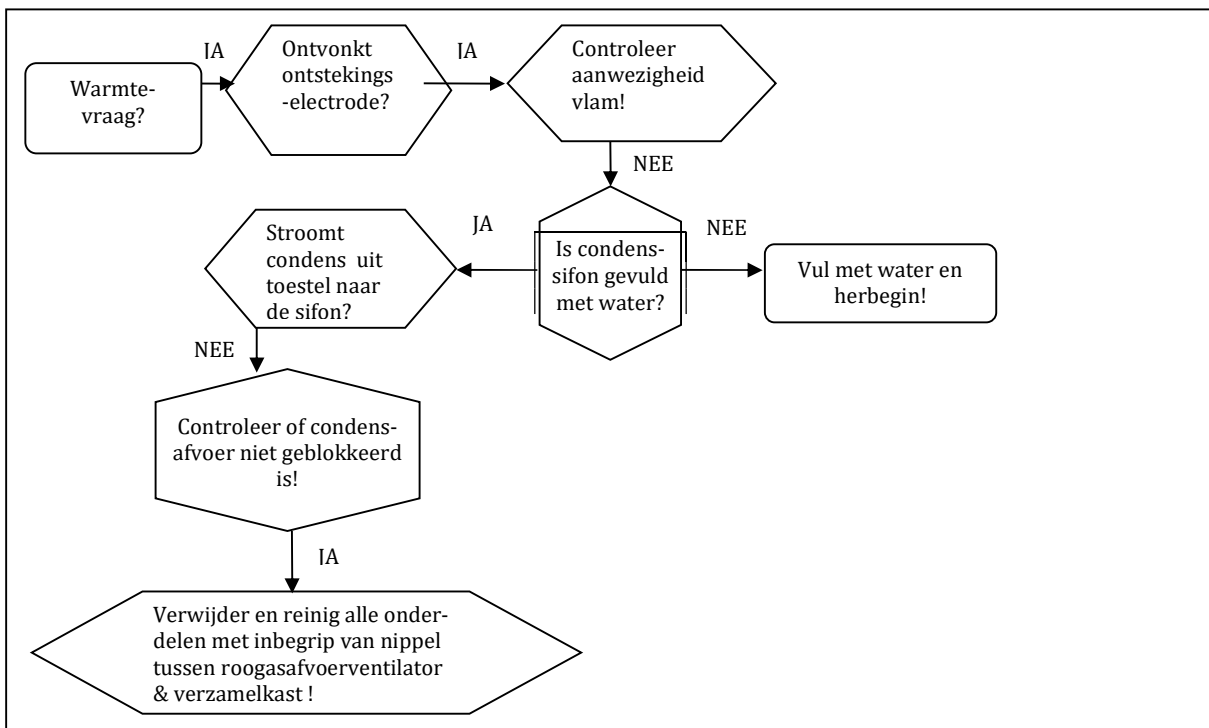 JA
Warmte-
vraag?
Ontvonkt
ontstekings
-electrode?
JA
Controleer
aanwezigheid
vlam!
NEE
Is condens-
sifon gevuld
met water?
NEE
Vul met water en
herbegin!
JA
Stroomt
condens uit
toestel naar
de sifon?
NEE
Controleer of condens-
afvoer niet geblokkeerd
is!
JA
Verwijder en reinig alle onder-
delen met inbegrip van nippel
tussen roogasafvoerventilator
& verzamelkast !